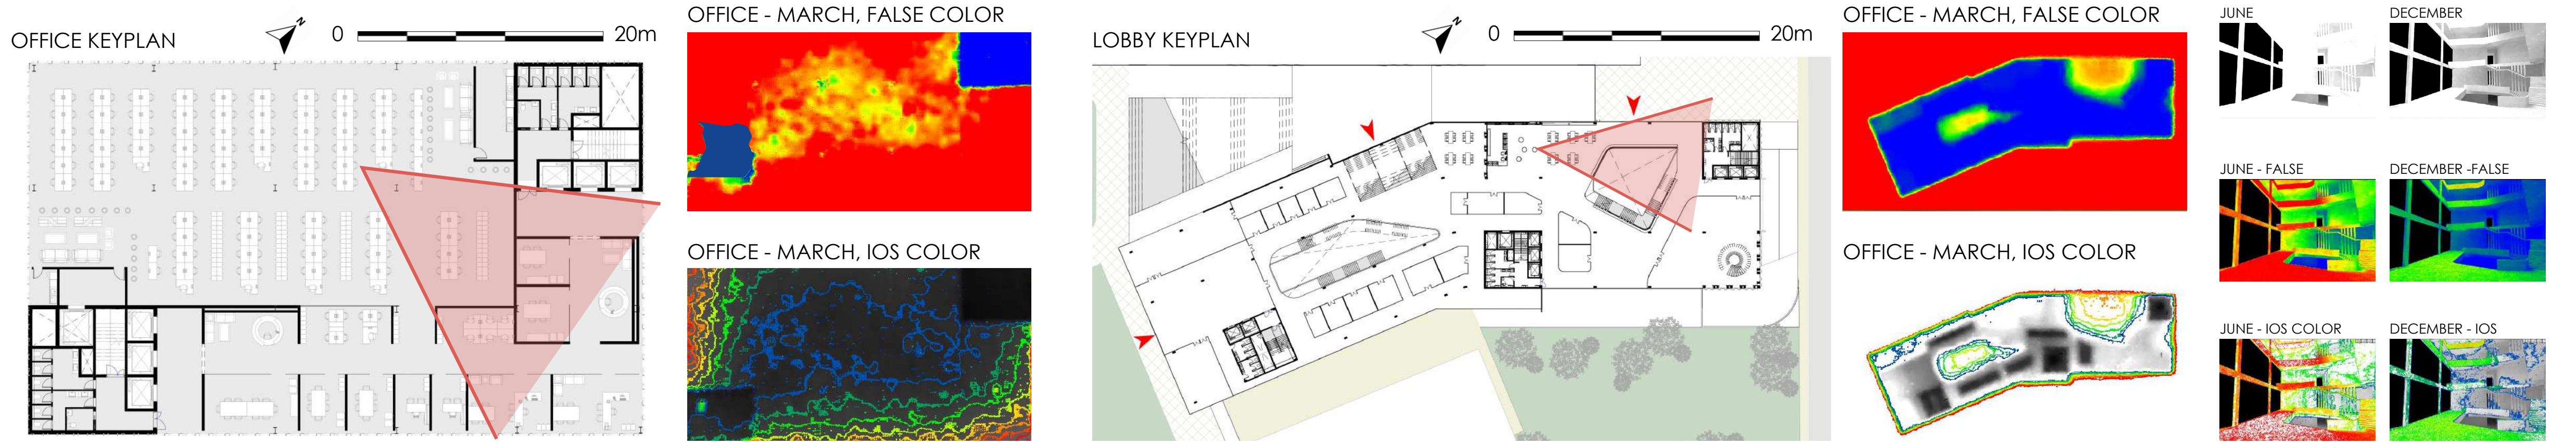 OFFICE KEYPLAN
N
0
20m
OFFICE - MARCH, FALSE COLOR
OFFICE - MARCH, IOS COLOR
LOBBY KEYPLAN
N
0
20m
OFFICE - MARCH, FALSE COLOR
OFFICE - MARCH, IOS COLOR
JUNE
DECEMBER
JUNE - FALSE
DECEMBER -FALSE
JUNE - IOS COLOR
DECEMBER - IOS